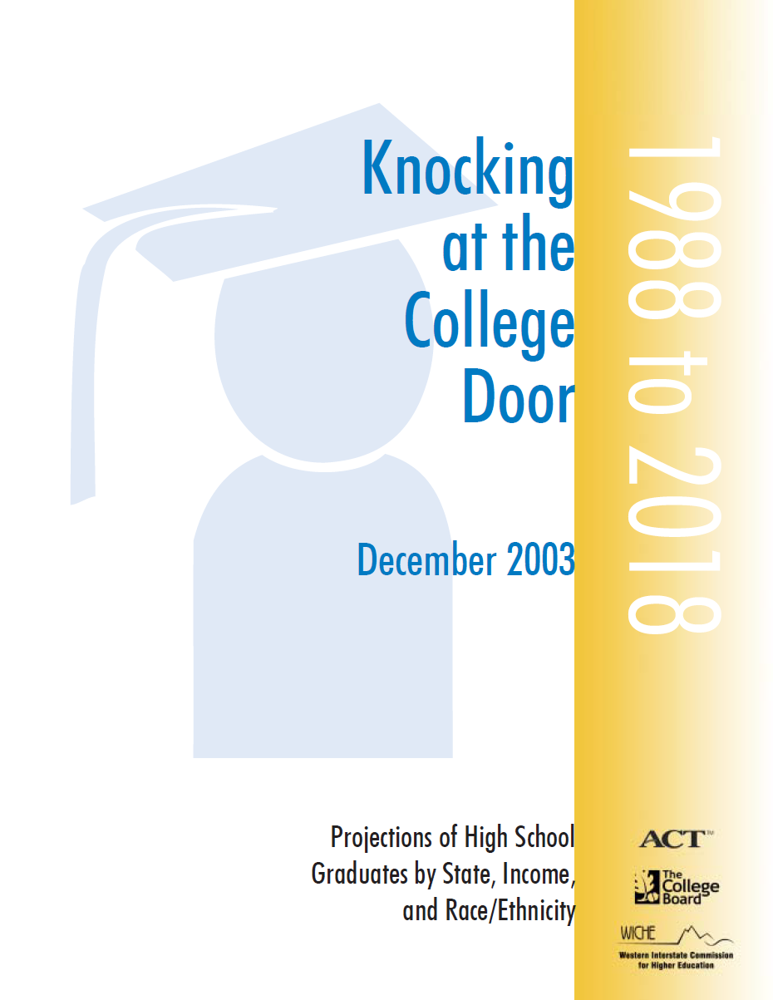 Knocking
at the
College
Door
1988 to 2018
December 2003
Projections of High School
Graduates by State, Income,
and Race/Ethnicity
ACT™
The
College
Board
WICHE
Western Interstate Commission
for Higher Education